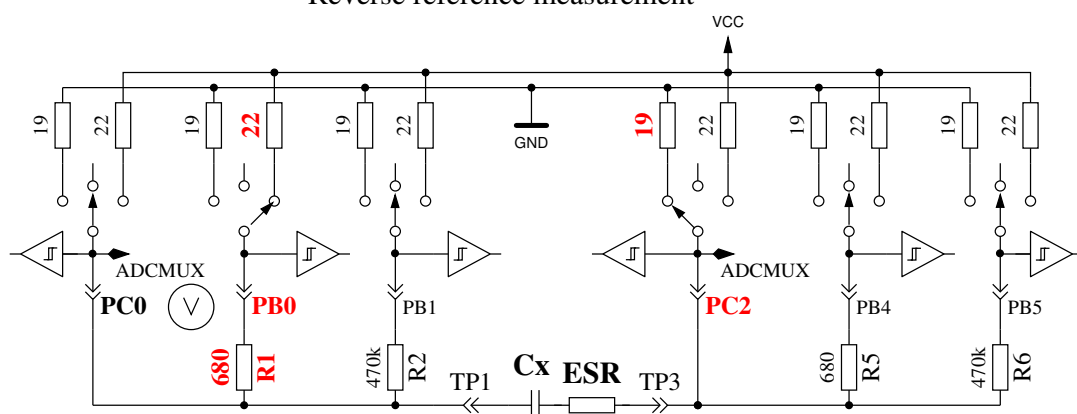 Reverse reference measurement
VCC
19 22 19 22 19 22 GND 19 22 19 22 19 22
ADCMUX ADCMUX
PC0 V PB0 PB1 PC2 PB4 PB5
680 R1 470k R2 680 R5 470k R6
TP1 Cx ESR TP3